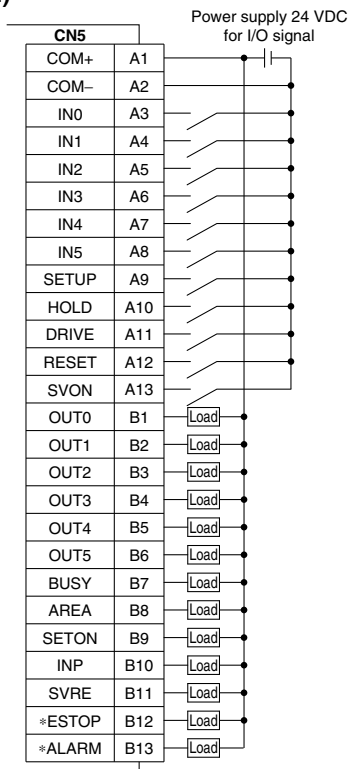 )
Power supply 24 VDC
for I/O signal
CN5
COM+ A1
COM− A2
IN0 A3
IN1 A4
IN2 A5
IN3 A6
IN4 A7
IN5 A8
SETUP A9
HOLD A10
DRIVE A11
RESET A12
SVON A13
OUT0 B1 Load
OUT1 B2 Load
OUT2 B3 Load
OUT3 B4 Load
OUT4 B5 Load
OUT5 B6 Load
BUSY B7 Load
AREA B8 Load
SETON B9 Load
INP B10 Load
SVRE B11 Load
∗ESTOP B12 Load
∗ALARM B13 Load